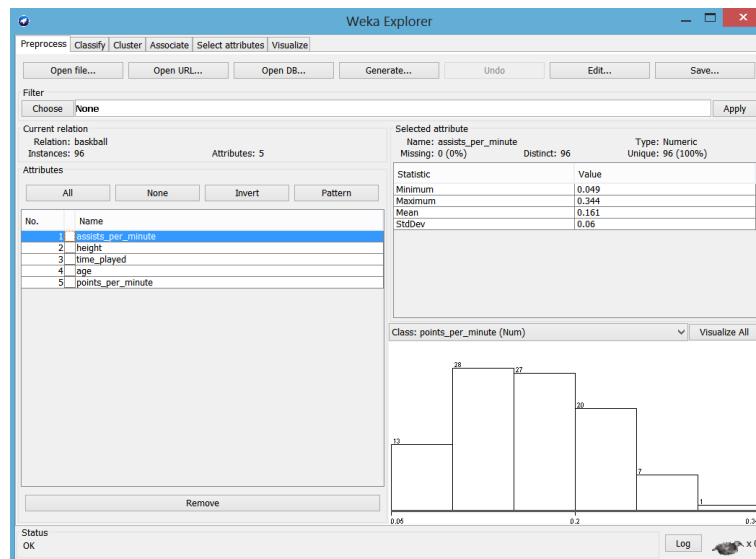 Weka Explorer
Preprocess Classify Cluster Associate Select attributes Visualize
Open file... Open URL... Open DB... Generate... Undo Edit... Save...
Filter
Choose None Apply
Current relation
Relation: baskball
Instances: 96 Attributes: 5
Attributes
All None Invert Pattern
No. Name
1 assists_per_minute
2 height
3 time_played
4 age
5 points_per_minute
Remove
Selected attribute
Name: assists_per_minute Type: Numeric
Missing: 0 (0%) Distinct: 96 Unique: 96 (100%)
Statistic Value
Minimum 0.049
Maximum 0.344
Mean 0.161
StdDev 0.06
Class: points_per_minute (Num) Visualize All
28
27
20
13
7
1
0.2
Status
OK Log x